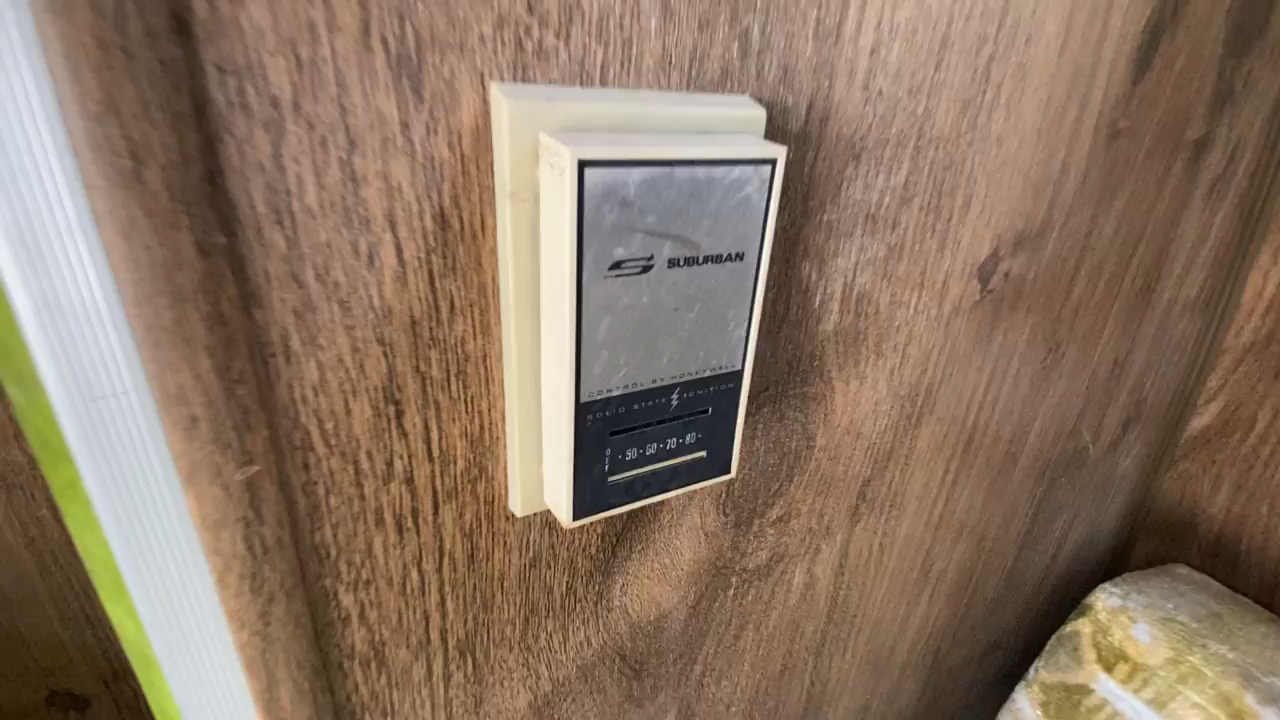 SUBURBAN
CONTROL BY HONEYWELL
SOLID STATE IGNITION
OFF · 50 · 60 · 70 · 80 ·